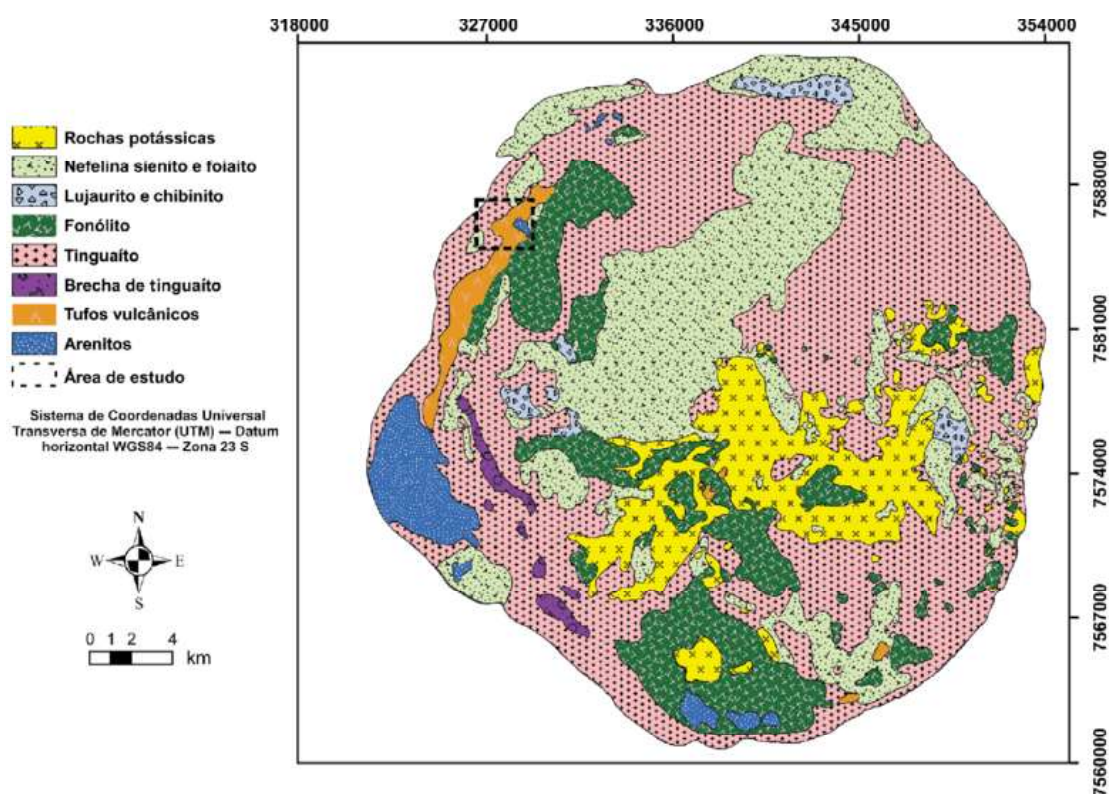 318000 327000 336000 345000 354000
Rochas potássicas
Nefelina sienito e foiaito
Lujaurito e chibinito
Fonólito
Tinguaíto
Brecha de tinguaíto
Tufos vulcânicos
Arenitos
Área de estudo
Sistema de Coordenadas Universal
Transversa de Mercator (UTM) — Datum
horizontal WGS84 — Zona 23 S
N
W E
S
0 1 2 4
km
7588000
7581000
7574000
7567000
7560000